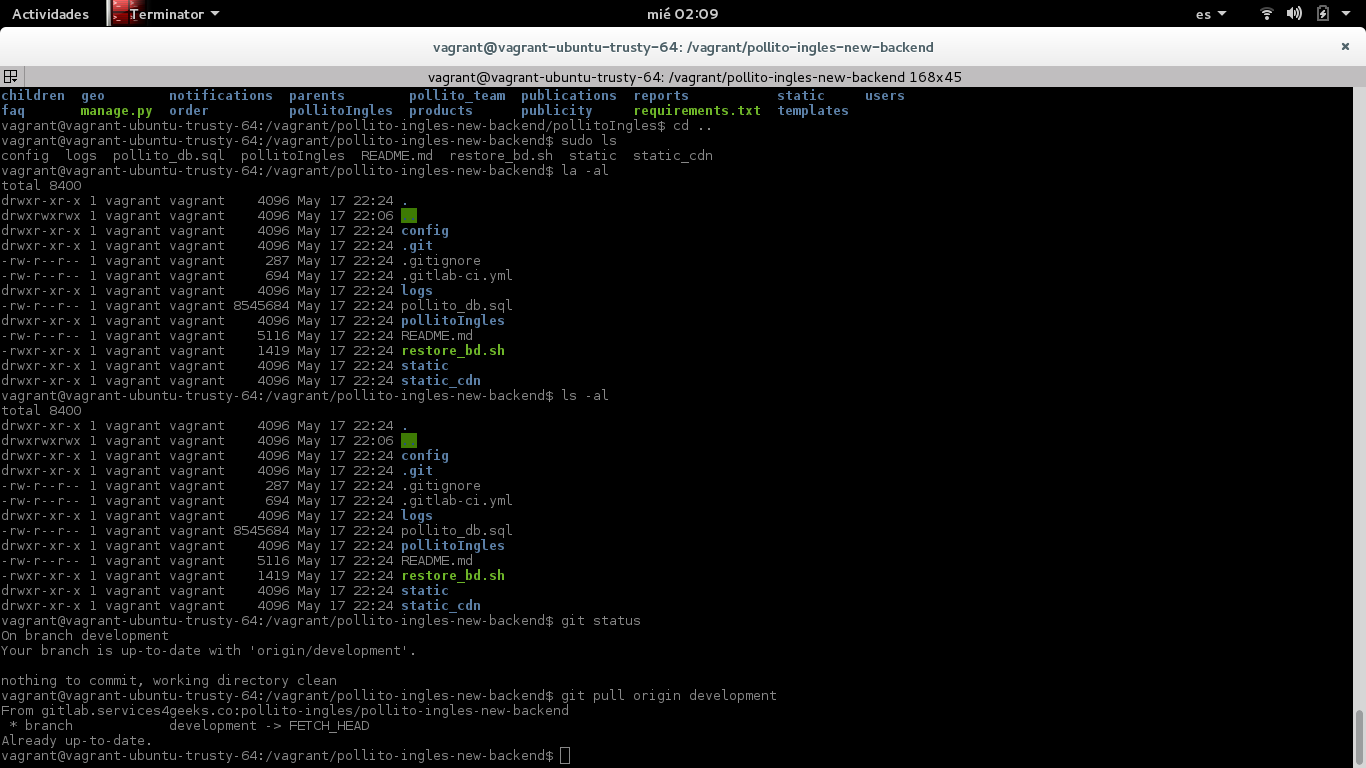 Actividades Terminator mié 02:09 es
vagrant@vagrant-ubuntu-trusty-64: /vagrant/pollito-ingles-new-backend
vagrant@vagrant-ubuntu-trusty-64: /vagrant/pollito-ingles-new-backend 168x45
children geo notifications parents pollito_team publications reports static users
faq manage.py order pollitoIngles products publicity requirements.txt templates
vagrant@vagrant-ubuntu-trusty-64:/vagrant/pollito-ingles-new-backend/pollitoIngles$ cd ..
vagrant@vagrant-ubuntu-trusty-64:/vagrant/pollito-ingles-new-backend$ sudo ls
config logs pollito_db.sql pollitoIngles README.md restore_bd.sh static static_cdn
vagrant@vagrant-ubuntu-trusty-64:/vagrant/pollito-ingles-new-backend$ la -al
total 8400
drwxr-xr-x 1 vagrant vagrant 4096 May 17 22:24 .
drwxrwxrwx 1 vagrant vagrant 4096 May 17 22:06 ..
drwxr-xr-x 1 vagrant vagrant 4096 May 17 22:24 config
drwxr-xr-x 1 vagrant vagrant 4096 May 17 22:24 .git
-rw-r--r-- 1 vagrant vagrant 287 May 17 22:24 .gitignore
-rw-r--r-- 1 vagrant vagrant 694 May 17 22:24 .gitlab-ci.yml
drwxr-xr-x 1 vagrant vagrant 4096 May 17 22:24 logs
-rw-r--r-- 1 vagrant vagrant 8545684 May 17 22:24 pollito_db.sql
drwxr-xr-x 1 vagrant vagrant 4096 May 17 22:24 pollitoIngles
-rw-r--r-- 1 vagrant vagrant 5116 May 17 22:24 README.md
-rwxr-xr-x 1 vagrant vagrant 1419 May 17 22:24 restore_bd.sh
drwxr-xr-x 1 vagrant vagrant 4096 May 17 22:24 static
drwxr-xr-x 1 vagrant vagrant 4096 May 17 22:24 static_cdn
vagrant@vagrant-ubuntu-trusty-64:/vagrant/pollito-ingles-new-backend$ ls -al
total 8400
drwxr-xr-x 1 vagrant vagrant 4096 May 17 22:24 .
drwxrwxrwx 1 vagrant vagrant 4096 May 17 22:06 ..
drwxr-xr-x 1 vagrant vagrant 4096 May 17 22:24 config
drwxr-xr-x 1 vagrant vagrant 4096 May 17 22:24 .git
-rw-r--r-- 1 vagrant vagrant 287 May 17 22:24 .gitignore
-rw-r--r-- 1 vagrant vagrant 694 May 17 22:24 .gitlab-ci.yml
drwxr-xr-x 1 vagrant vagrant 4096 May 17 22:24 logs
-rw-r--r-- 1 vagrant vagrant 8545684 May 17 22:24 pollito_db.sql
drwxr-xr-x 1 vagrant vagrant 4096 May 17 22:24 pollitoIngles
-rw-r--r-- 1 vagrant vagrant 5116 May 17 22:24 README.md
-rwxr-xr-x 1 vagrant vagrant 1419 May 17 22:24 restore_bd.sh
drwxr-xr-x 1 vagrant vagrant 4096 May 17 22:24 static
drwxr-xr-x 1 vagrant vagrant 4096 May 17 22:24 static_cdn
vagrant@vagrant-ubuntu-trusty-64:/vagrant/pollito-ingles-new-backend$ git status
On branch development
Your branch is up-to-date with 'origin/development'.
nothing to commit, working directory clean
vagrant@vagrant-ubuntu-trusty-64:/vagrant/pollito-ingles-new-backend$ git pull origin development
From gitlab.services4geeks.co:pollito-ingles/pollito-ingles-new-backend
 * branch development -> FETCH_HEAD
Already up-to-date.
vagrant@vagrant-ubuntu-trusty-64:/vagrant/pollito-ingles-new-backend$